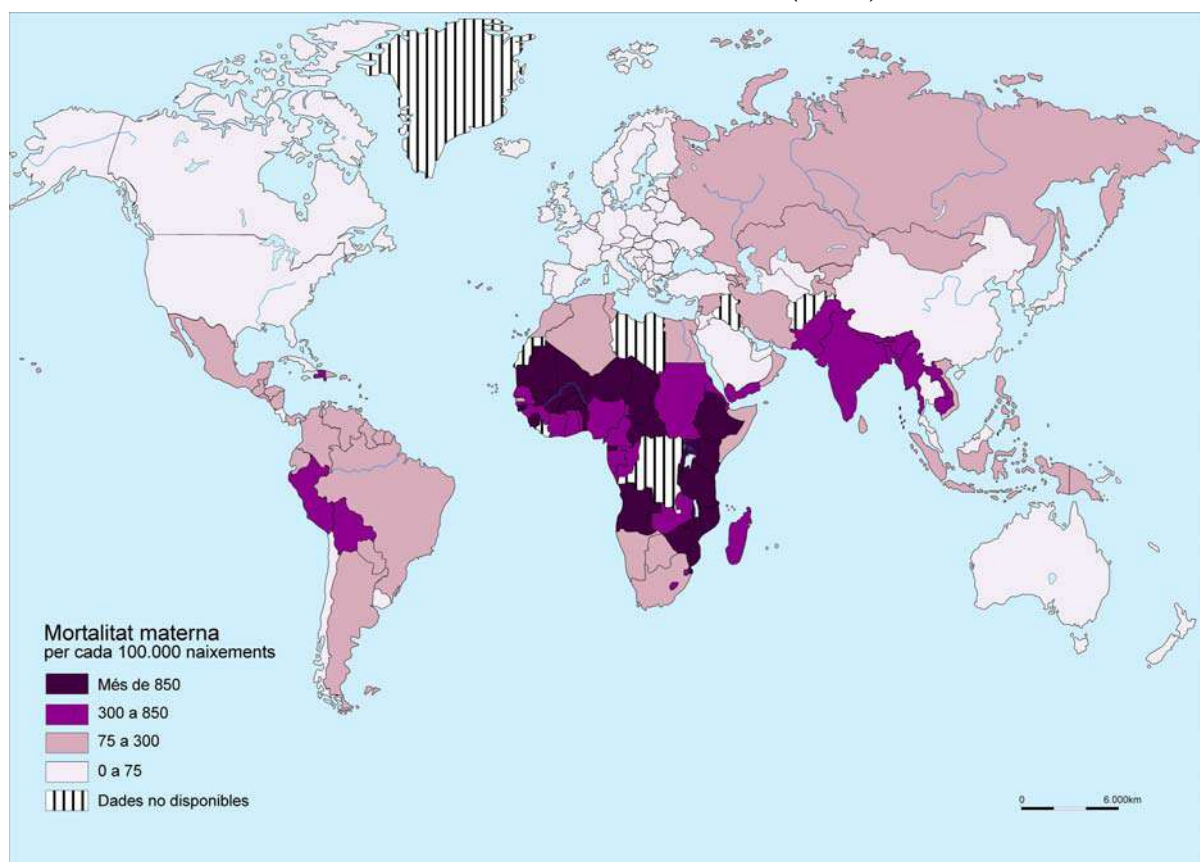 Mortalitat materna
per cada 100.000 naixements
Més de 850
300 a 850
75 a 300
0 a 75
Dades no disponibles
0 6.000km